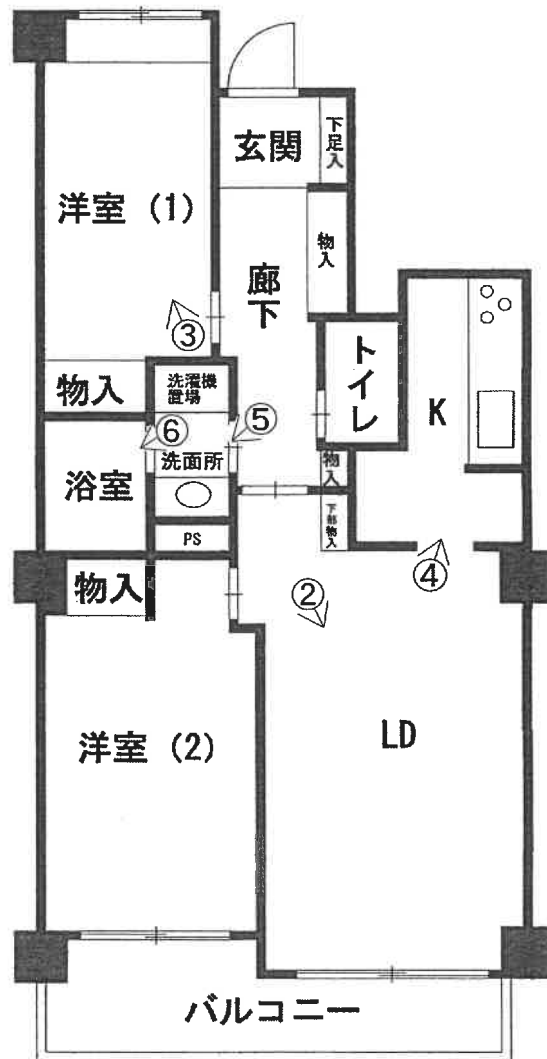 玄関
下足入
洋室 (1)
物入
廊下
③
トイレ
K
物入
洗濯機
置場
⑤
⑥
洗面所
浴室
物入
下部物入
PS
④
物入
②
洋室 (2)
LD
バルコニー